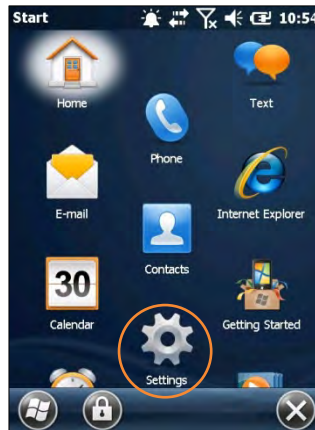 Start 10:54
Home
Text
Phone
E-mail
Internet Explorer
Contacts
30
Calendar
Getting Started
Settings